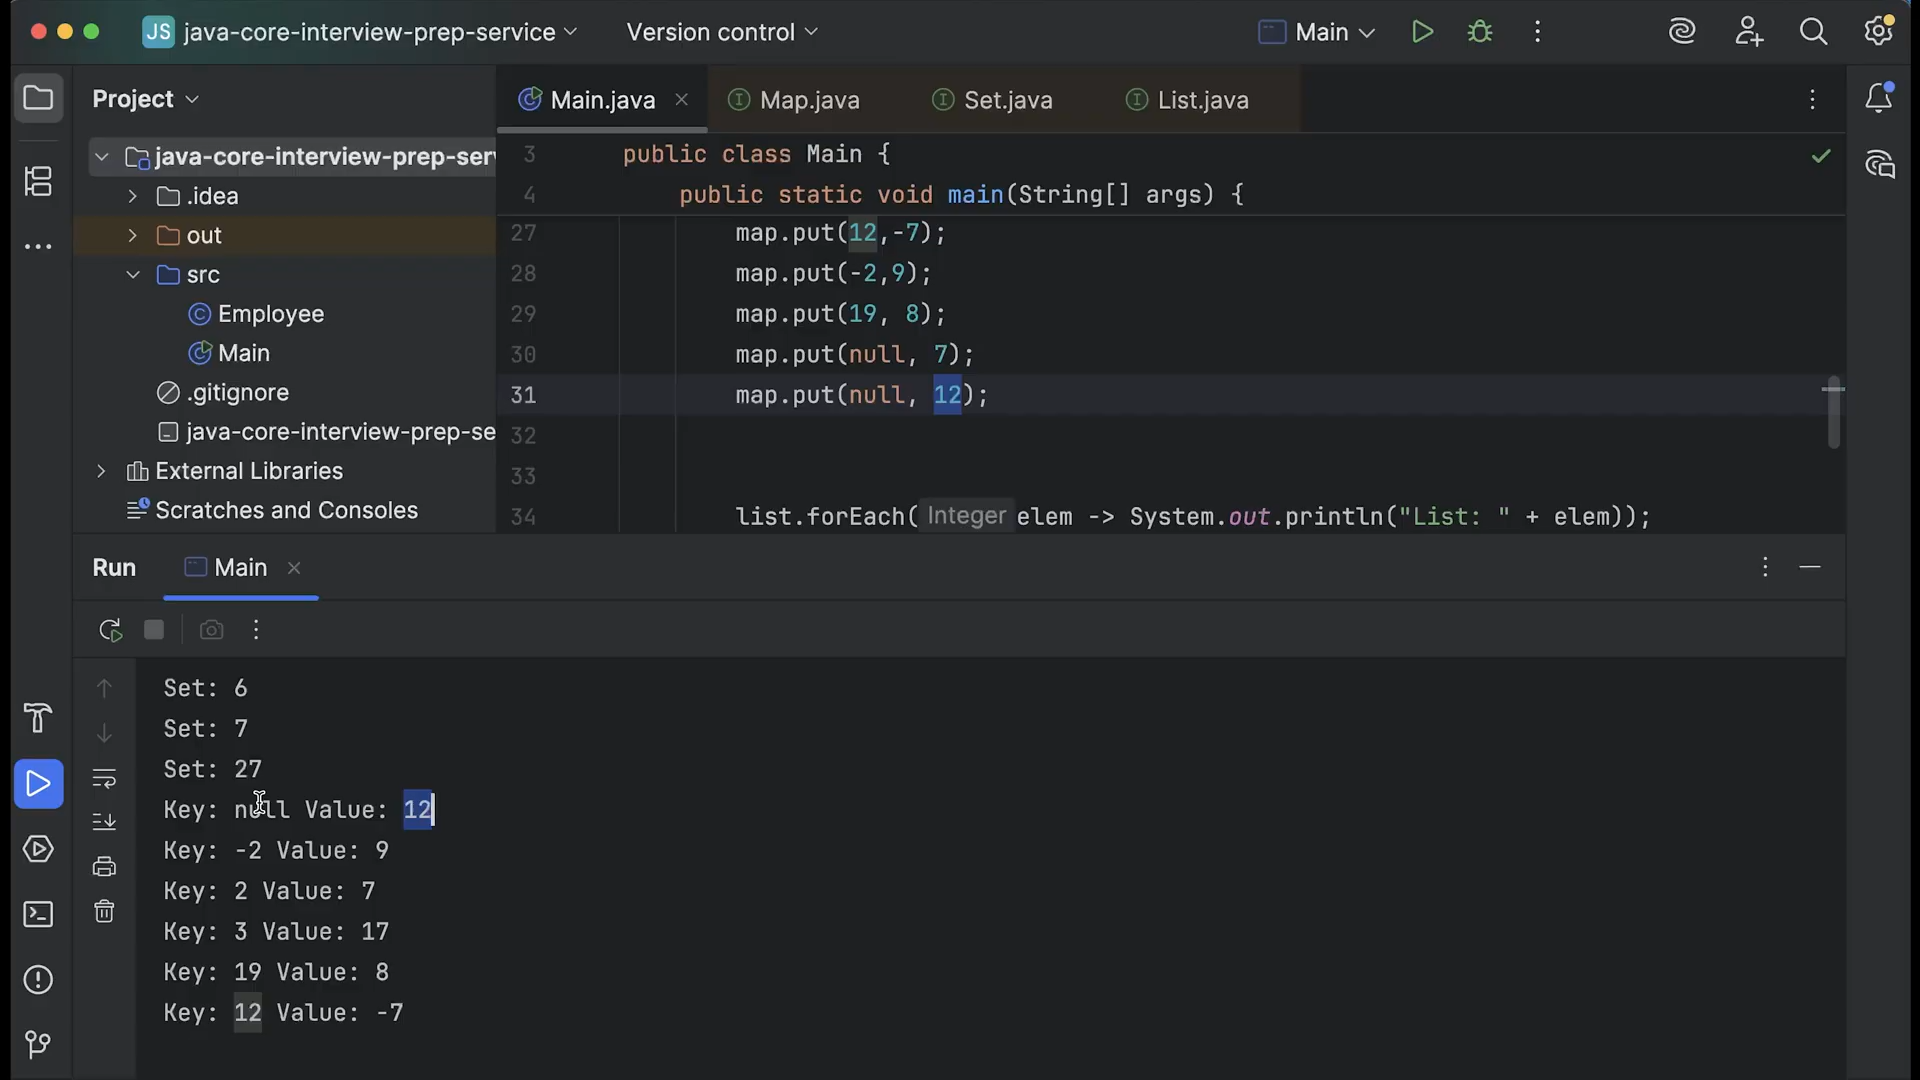 JS java-core-interview-prep-service Version control Main
Project
Main.java Map.java Set.java List.java
java-core-interview-prep-ser
.idea
out
src
Employee
Main
.gitignore
java-core-interview-prep-se
External Libraries
Scratches and Consoles
3 public class Main {
4 public static void main(String[] args) {
27 map.put(12,-7);
28 map.put(-2,9);
29 map.put(19, 8);
30 map.put(null, 7);
31 map.put(null, 12);
32
33
34 list.forEach( Integer elem -> System.out.println("List: " + elem));
Run Main
Set: 6
Set: 7
Set: 27
Key: null Value: 12
Key: -2 Value: 9
Key: 2 Value: 7
Key: 3 Value: 17
Key: 19 Value: 8
Key: 12 Value: -7